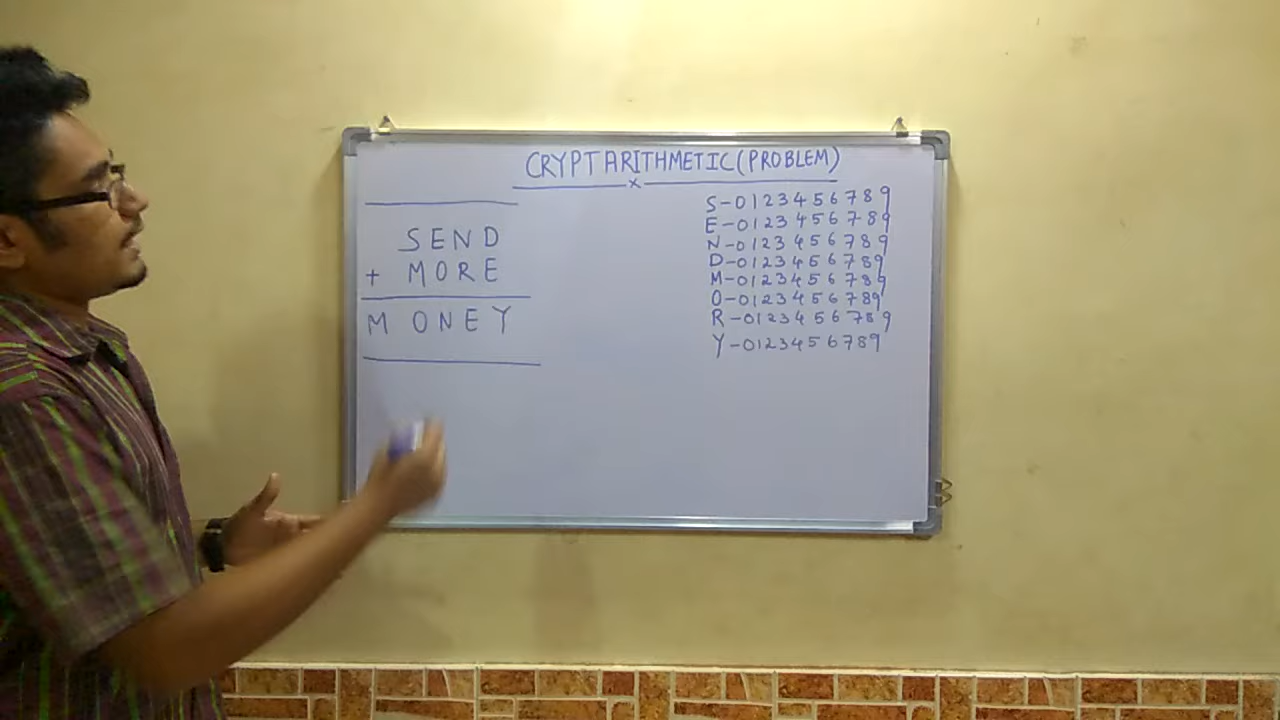 CRYPTARITHMETIC (PROBLEM)
x
SEND
+ MORE
MONEY
S-0123456789
E-0123456789
N-0123456789
D-0123456789
M-0123456789
O-0123456789
R-0123456789
Y-0123456789